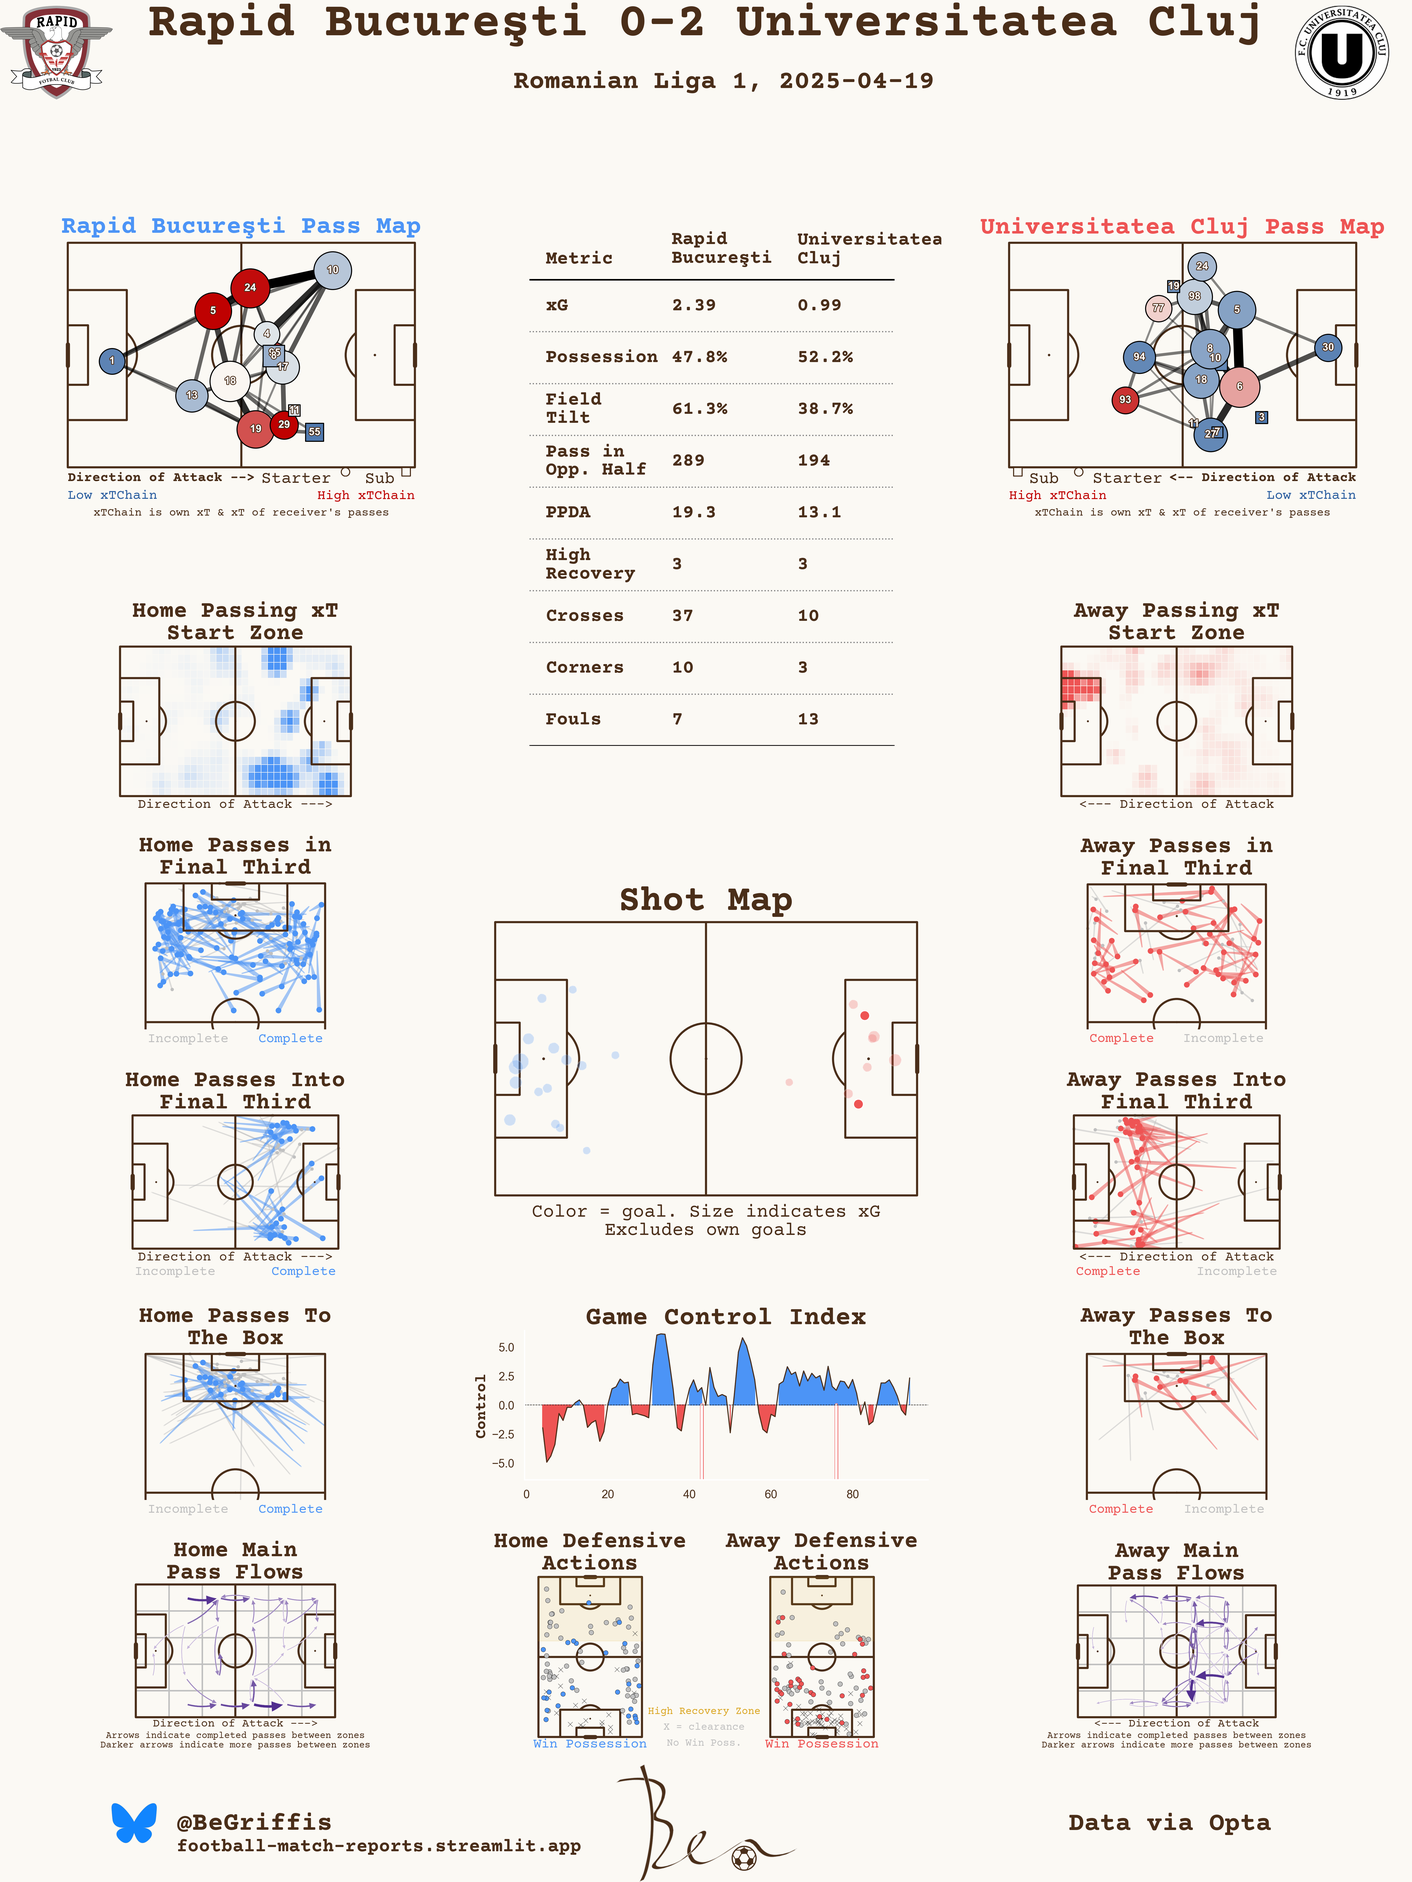 Rapid Bucureşti 0-2 Universitatea Cluj
Romanian Liga 1, 2025-04-19
RAPID
1923
FOTBAL CLUB
F.C. UNIVERSITATEA CLUJ
U
1919
Rapid Bucureşti Pass Map
10
24
5
4
1
17
18
13
11
19
29
55
Direction of Attack --> Starter Sub
Low xTChain High xTChain
xTChain is own xT & xT of receiver's passes
Metric Rapid Bucureşti Universitatea Cluj
xG 2.39 0.99
Possession 47.8% 52.2%
Field Tilt 61.3% 38.7%
Pass in Opp. Half 289 194
PPDA 19.3 13.1
High Recovery 3 3
Crosses 37 10
Corners 10 3
Fouls 7 13
Universitatea Cluj Pass Map
24
19
98
77
5
8
30
94
10
18
6
93
3
11
27
7
Sub Starter <-- Direction of Attack
High xTChain Low xTChain
xTChain is own xT & xT of receiver's passes
Home Passing xT
Start Zone
Direction of Attack --->
Away Passing xT
Start Zone
<--- Direction of Attack
Home Passes in
Final Third
Incomplete Complete
Away Passes in
Final Third
Complete Incomplete
Shot Map
Color = goal. Size indicates xG
Excludes own goals
Home Passes Into
Final Third
Direction of Attack --->
Incomplete Complete
Away Passes Into
Final Third
<--- Direction of Attack
Complete Incomplete
Home Passes To
The Box
Incomplete Complete
Game Control Index
Control
5.0
2.5
0.0
−2.5
−5.0
0 20 40 60 80
Away Passes To
The Box
Complete Incomplete
Home Main
Pass Flows
Direction of Attack --->
Arrows indicate completed passes between zones
Darker arrows indicate more passes between zones
Home Defensive
Actions
Win Possession
Away Defensive
Actions
Win Possession
High Recovery Zone
X = clearance
No Win Poss.
Away Main
Pass Flows
<--- Direction of Attack
Arrows indicate completed passes between zones
Darker arrows indicate more passes between zones
@BeGriffis
football-match-reports.streamlit.app
Ben
Data via Opta